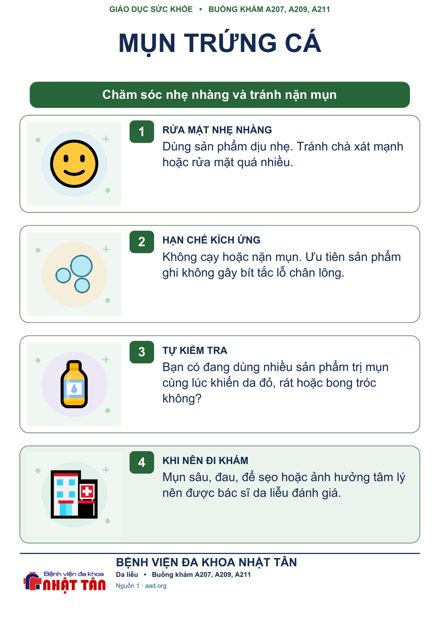 GIÁO DỤC SỨC KHỎE • BUỒNG KHÁM A207, A209, A211
MỤN TRỨNG CÁ
Chăm sóc nhẹ nhàng và tránh nặn mụn
1
RỬA MẶT NHẸ NHÀNG
Dùng sản phẩm dịu nhẹ. Tránh chà xát mạnh
hoặc rửa mặt quá nhiều.
2
HẠN CHẾ KÍCH ỨNG
Không cạy hoặc nặn mụn. Ưu tiên sản phẩm
ghi không gây bít tắc lỗ chân lông.
3
TỰ KIỂM TRA
Bạn có đang dùng nhiều sản phẩm trị mụn
cùng lúc khiến da đỏ, rát hoặc bong tróc
không?
4
KHI NÊN ĐI KHÁM
Mụn sâu, đau, để sẹo hoặc ảnh hưởng tâm lý
nên được bác sĩ da liễu đánh giá.
Bệnh viện đa khoa
NHẬT TÂN
BỆNH VIỆN ĐA KHOA NHẬT TÂN
Da liễu • Buồng khám A207, A209, A211
Nguồn 1 · aad.org